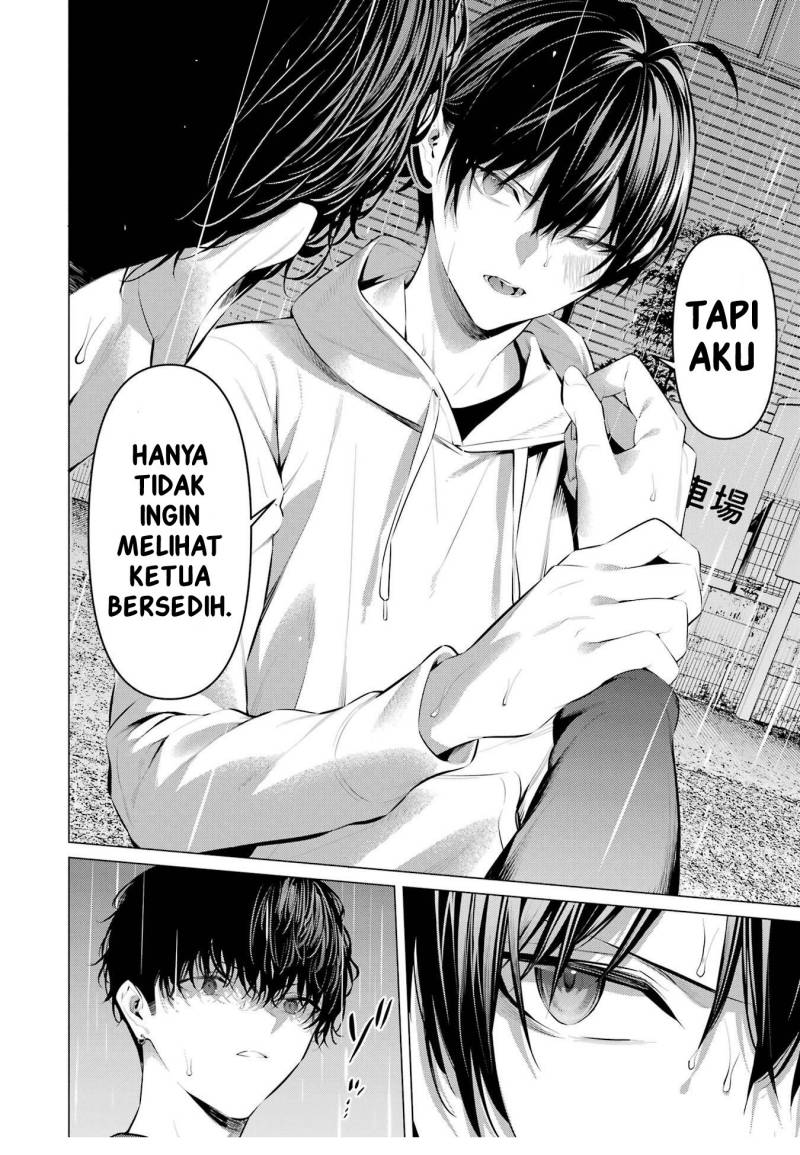 TAPI
AKU
HANYA
TIDAK
INGIN
MELIHAT
KETUA
BERSEDIH.
車場